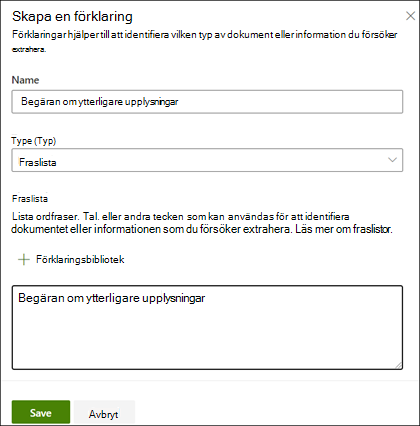 Skapa en förklaring
Förklaringar hjälper till att identifiera vilken typ av dokument eller information du försöker
extrahera.
Name
Begäran om ytterligare upplysningar
Type (Typ)
Fraslista
Fraslista
Lista ordfraser. Tal. eller andra tecken som kan användas för att identifiera
dokumentet eller informationen som du försöker extrahera. Läs mer om fraslistor.
Förklaringsbibliotek
Begäran om ytterligare upplysningar
Save
Avbryt